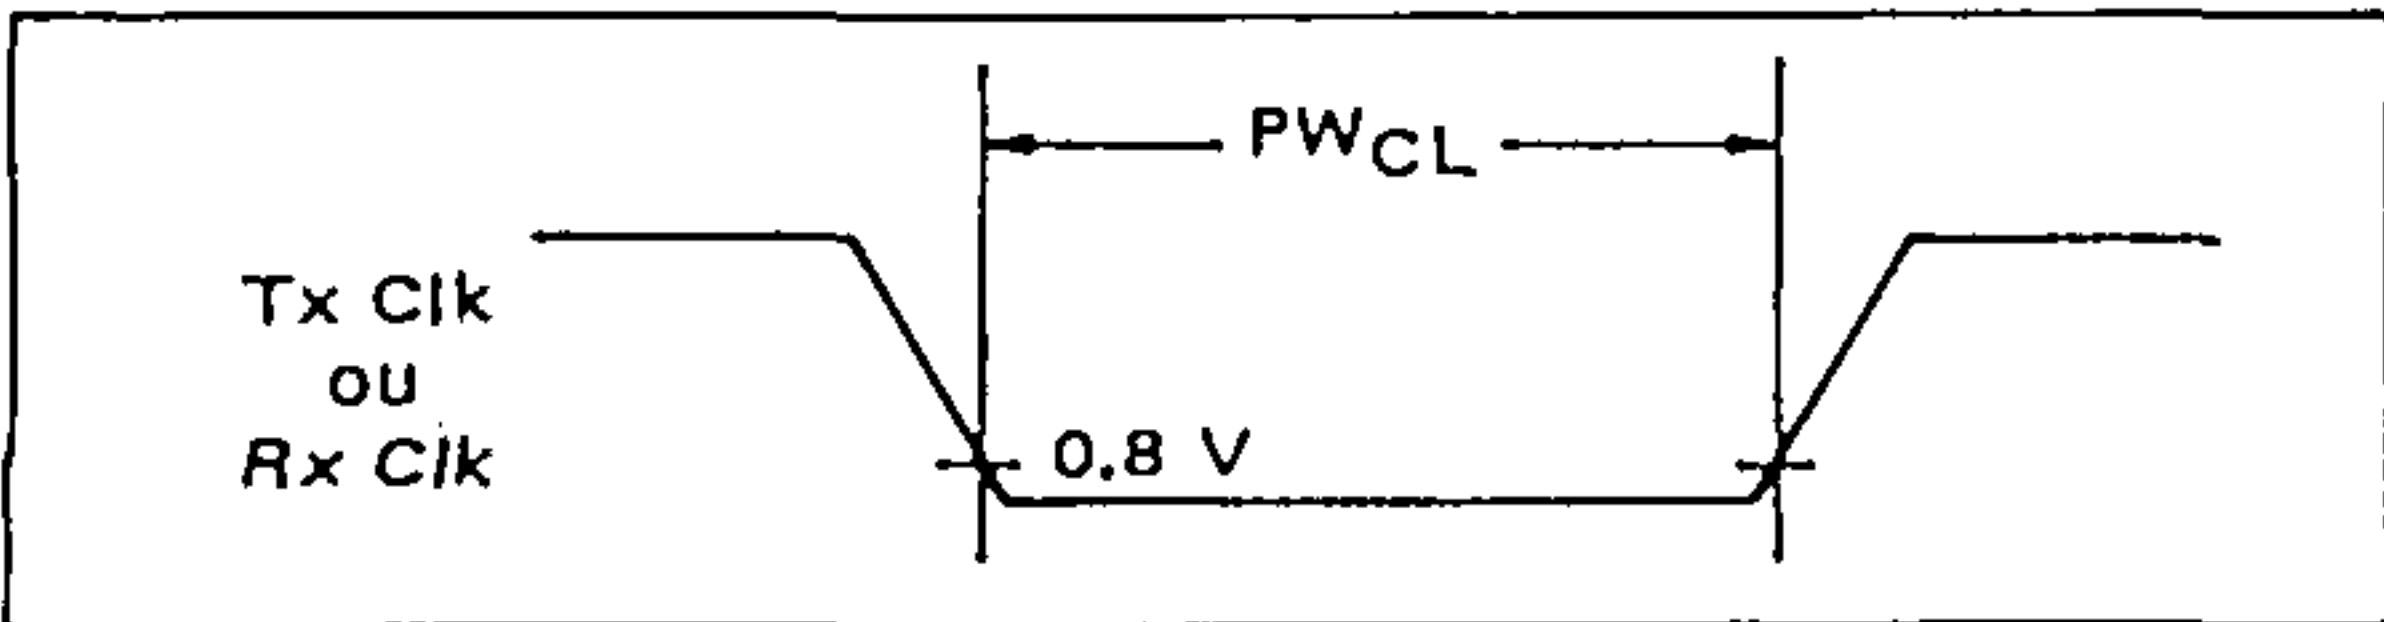 PWCL
Tx Clk
ou
Rx Clk
0.8 V